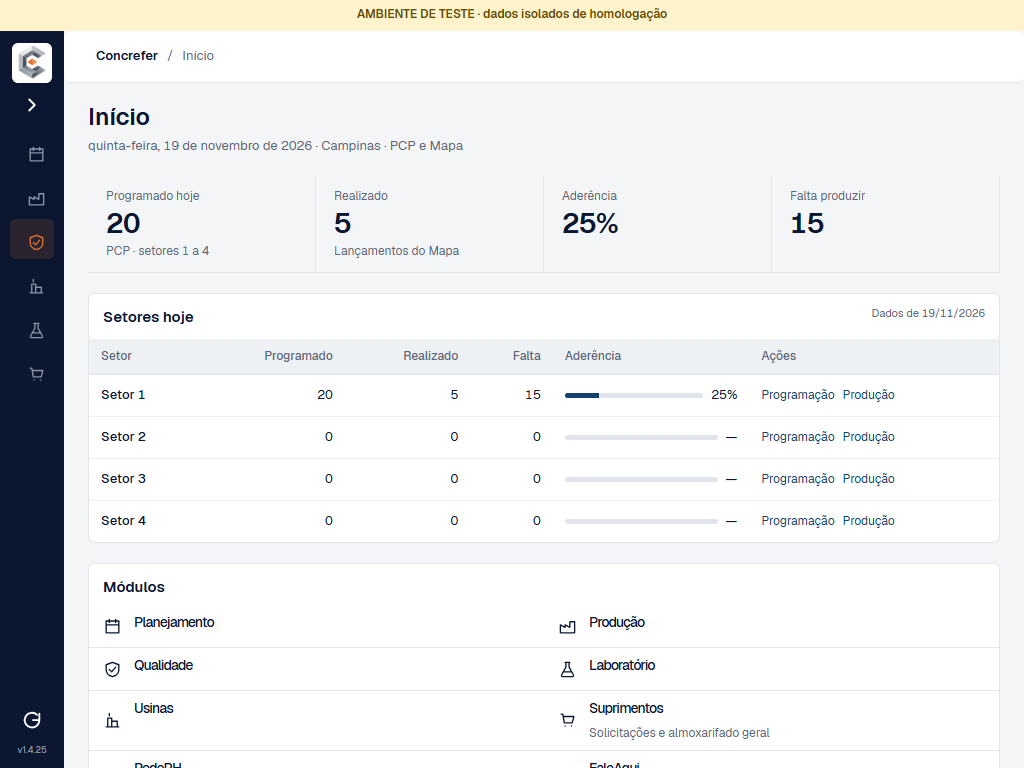 AMBIENTE DE TESTE · dados isolados de homologação
Concrefer / Início
Início
quinta-feira, 19 de novembro de 2026 · Campinas · PCP e Mapa
Programado hoje
20
PCP · setores 1 a 4
Realizado
5
Lançamentos do Mapa
Aderência
25%
Falta produzir
15
Setores hoje
Dados de 19/11/2026
Setor Programado Realizado Falta Aderência Ações
Setor 1 20 5 15 25% Programação Produção
Setor 2 0 0 0 — Programação Produção
Setor 3 0 0 0 — Programação Produção
Setor 4 0 0 0 — Programação Produção
Módulos
Planejamento
Produção
Qualidade
Laboratório
Usinas
Suprimentos
Solicitações e almoxarifado geral
v1.4.25